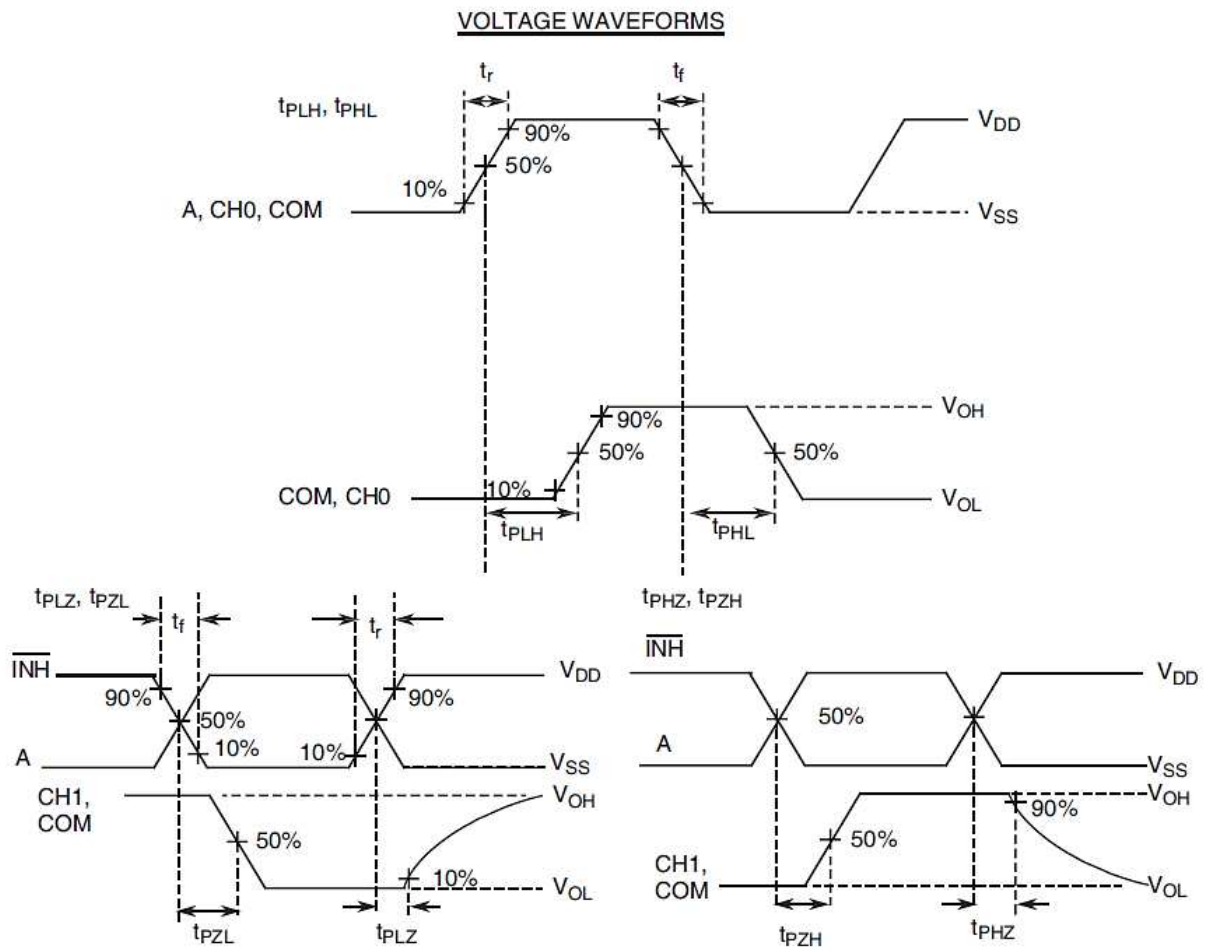 VOLTAGE WAVEFORMS
tr
tf
tPLH, tPHL
90%
VDD
50%
10%
A, CH0, COM
VSS
VOH
90%
50%
50%
10%
COM, CH0
VOL
tPLH
tPHL
tPLZ, tPZL
tf
tr
INH
VDD
90%
90%
50%
10%
10%
A
VSS
CH1,
COM
VOH
50%
10%
VOL
tPZL
tPLZ
tPHZ, tPZH
INH
VDD
50%
A
VSS
VOH
90%
50%
CH1,
COM
VOL
tPZH
tPHZ